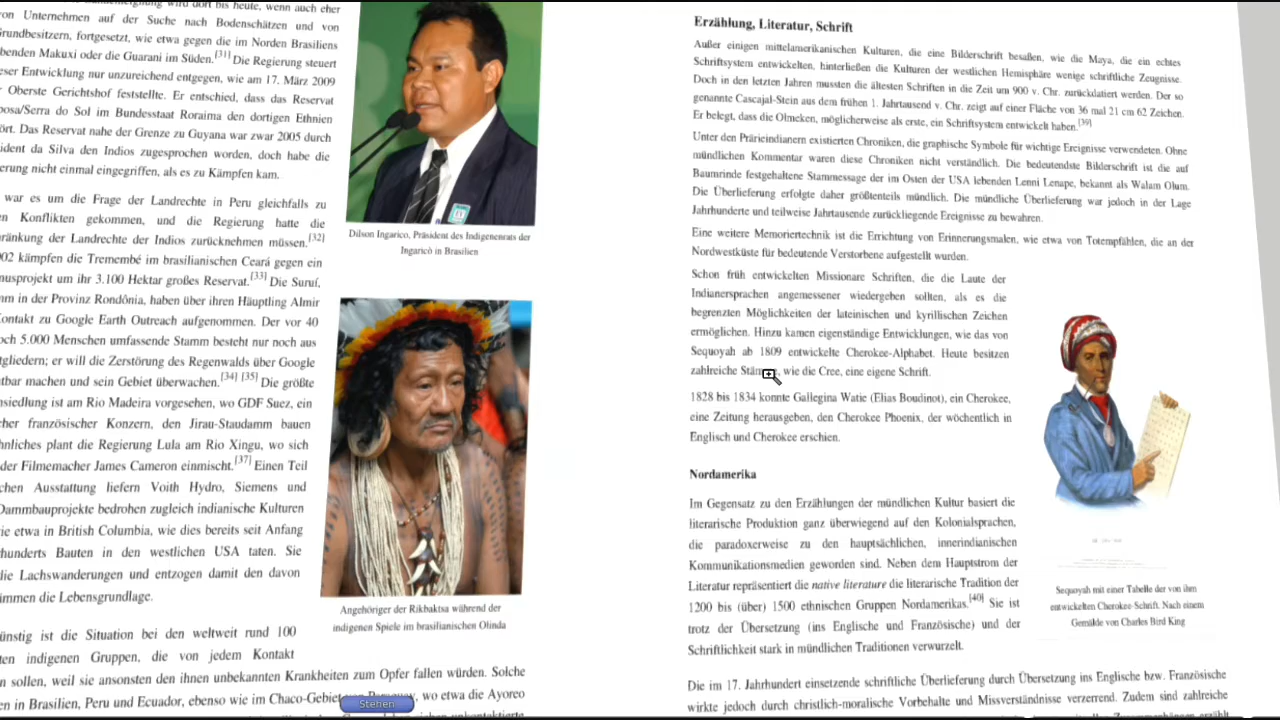 von Unternehmen auf der Suche nach Bodenschätzen und von
Grundbesitzern, fortgesetzt, wie etwa gegen die im Norden Brasiliens
benden Makuxi oder die Guarani im Süden.[31] Die Regierung steuert
eser Entwicklung nur unzureichend entgegen, wie am 17. März 2009
Oberste Gerichtshof feststellte. Er entschied, dass das Reservat
posa/Serra do Sol im Bundesstaat Roraima den dortigen Ethnien
ört. Das Reservat nahe der Grenze zu Guyana war zwar 2005 durch
ident da Silva den Indios zugesprochen worden, doch habe die
erung nicht einmal eingegriffen, als es zu Kämpfen kam.
war es um die Frage der Landrechte in Peru gleichfalls zu
en Konflikten gekommen, und die Regierung hatte die
ränkung der Landrechte der Indios zurücknehmen müssen.[32]
02 kämpfen die Tremembé im brasilianischen Ceará gegen ein
nusprojekt um ihr 3.100 Hektar großes Reservat.[33] Die Suruí,
mm in der Provinz Rondônia, haben über ihren Häuptling Almir
ontakt zu Google Earth Outreach aufgenommen. Der vor 40
och 5.000 Menschen umfassende Stamm besteht nur noch aus
tgliedern; er will die Zerstörung des Regenwalds über Google
tbar machen und sein Gebiet überwachen.[34] [35] Die größte
nsiedlung ist am Rio Madeira vorgesehen, wo GDF Suez, ein
cher französischer Konzern, den Jirau-Staudamm bauen
hnliches plant die Regierung Lula am Rio Xingu, wo sich
der Filmemacher James Cameron einmischt.[37] Einen Teil
chen Ausstattung liefern Voith Hydro, Siemens und
Dammbauprojekte bedrohen zugleich indianische Kulturen
ie etwa in British Columbia, wie dies bereits seit Anfang
hunderts Bauten in den westlichen USA taten. Sie
die Lachswanderungen und entzogen damit den davon
timmen die Lebensgrundlage.
ünstig ist die Situation bei den weltweit rund 100
ten indigenen Gruppen, die von jedem Kontakt
n sollen, weil sie ansonsten den ihnen unbekannten Krankheiten zum Opfer fallen würden. Solche
en in Brasilien, Peru und Ecuador, ebenso wie im Chaco-Gebiet von Paraguay, wo etwa die Ayoreo
Dilson Ingarico, Präsident des Indigenenrats der
Ingaricò in Brasilien
Angehöriger der Rikbaktsa während der
indigenen Spiele im brasilianischen Olinda
Stehen
Erzählung, Literatur, Schrift
Außer einigen mittelamerikanischen Kulturen, die eine Bilderschrift besaßen, wie die Maya, die ein echtes
Schriftsystem entwickelten, hinterließen die Kulturen der westlichen Hemisphäre wenige schriftliche Zeugnisse.
Doch in den letzten Jahren mussten die ältesten Schriften in die Zeit um 900 v. Chr. zurückdatiert werden. Der so
genannte Cascajal-Stein aus dem frühen 1. Jahrtausend v. Chr. zeigt auf einer Fläche von 36 mal 21 cm 62 Zeichen.
Er belegt, dass die Olmeken, möglicherweise als erste, ein Schriftsystem entwickelt haben.[39]
Unter den Prärieindianern existierten Chroniken, die graphische Symbole für wichtige Ereignisse verwendeten. Ohne
mündlichen Kommentar waren diese Chroniken nicht verständlich. Die bedeutendste Bilderschrift ist die auf
Baumrinde festgehaltene Stammessage der im Osten der USA lebenden Lenni Lenape, bekannt als Walam Olum.
Die Überlieferung erfolgte daher größtenteils mündlich. Die mündliche Überlieferung war jedoch in der Lage
Jahrhunderte und teilweise Jahrtausende zurückliegende Ereignisse zu bewahren.
Eine weitere Memoriertechnik ist die Errichtung von Erinnerungsmalen, wie etwa von Totempfählen, die an der
Nordwestküste für bedeutende Verstorbene aufgestellt wurden.
Schon früh entwickelten Missionare Schriften, die die Laute der
Indianersprachen angemessener wiedergeben sollten, als es die
begrenzten Möglichkeiten der lateinischen und kyrillischen Zeichen
ermöglichen. Hinzu kamen eigenständige Entwicklungen, wie das von
Sequoyah ab 1809 entwickelte Cherokee-Alphabet. Heute besitzen
zahlreiche Stämme, wie die Cree, eine eigene Schrift.
1828 bis 1834 konnte Gallegina Watie (Elias Boudinot), ein Cherokee,
eine Zeitung herausgeben, den Cherokee Phoenix, der wöchentlich in
Englisch und Cherokee erschien.
Nordamerika
Im Gegensatz zu den Erzählungen der mündlichen Kultur basiert die
literarische Produktion ganz überwiegend auf den Kolonialsprachen,
die paradoxerweise zu den hauptsächlichen, innerindianischen
Kommunikationsmedien geworden sind. Neben dem Hauptstrom der
Literatur repräsentiert die native literature die literarische Tradition der
1200 bis (über) 1500 ethnischen Gruppen Nordamerikas.[40] Sie ist
trotz der Übersetzung (ins Englische und Französische) und der
Schriftlichkeit stark in mündlichen Traditionen verwurzelt.
Die im 17. Jahrhundert einsetzende schriftliche Überlieferung durch Übersetzung ins Englische bzw. Französische
wirkte jedoch durch christlich-moralische Vorbehalte und Missverständnisse verzerrend. Zudem sind zahlreiche
Sequoyah mit einer Tabelle der von ihm
entwickelten Cherokee-Schrift. Nach einem
Gemälde von Charles Bird King